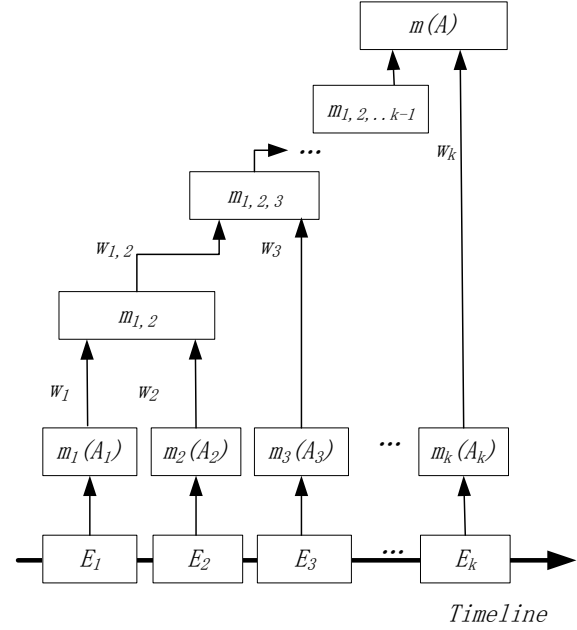 m(A)
m1,2,..k-1
...
wk
m1,2,3
w1,2
w3
m1,2
w1
w2
m1(A1)
m2(A2)
m3(A3)
...
mk(Ak)
E1
E2
E3
...
Ek
Timeline